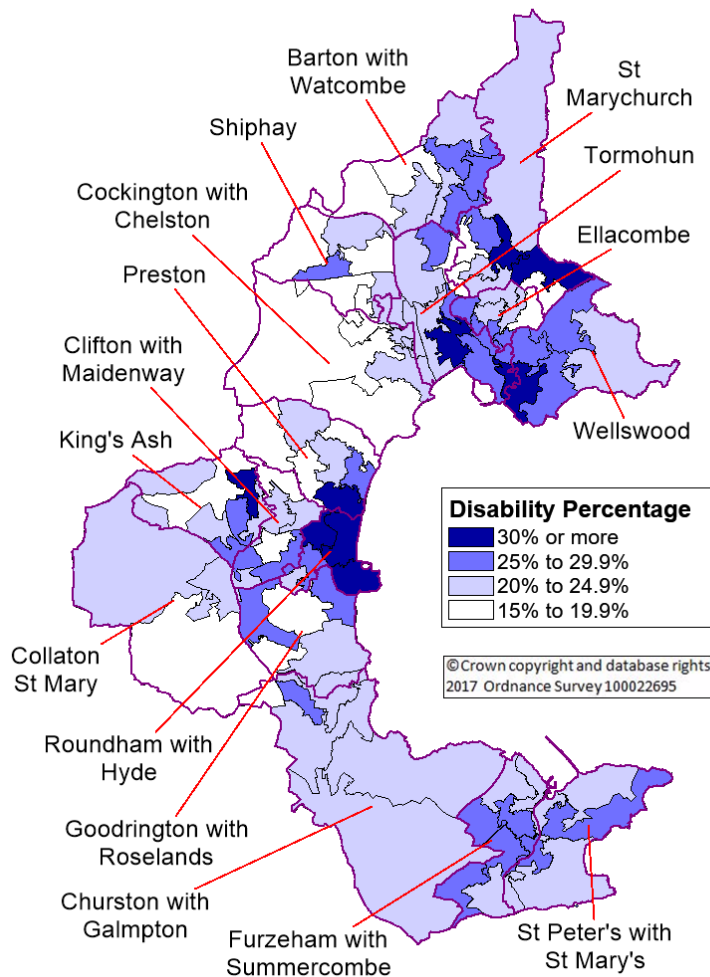 Barton with
Watcombe
St
Marychurch
Shiphay
Tormohun
Cockington with
Chelston
Ellacombe
Preston
Clifton with
Maidenway
King's Ash
Wellswood
Disability Percentage
30% or more
25% to 29.9%
20% to 24.9%
15% to 19.9%
Collaton
St Mary
©Crown copyright and database rights
2017 Ordnance Survey 100022695
Roundham with
Hyde
Goodrington with
Roselands
Churston with
Galmpton
Furzeham with
Summercombe
St Peter's with
St Mary's